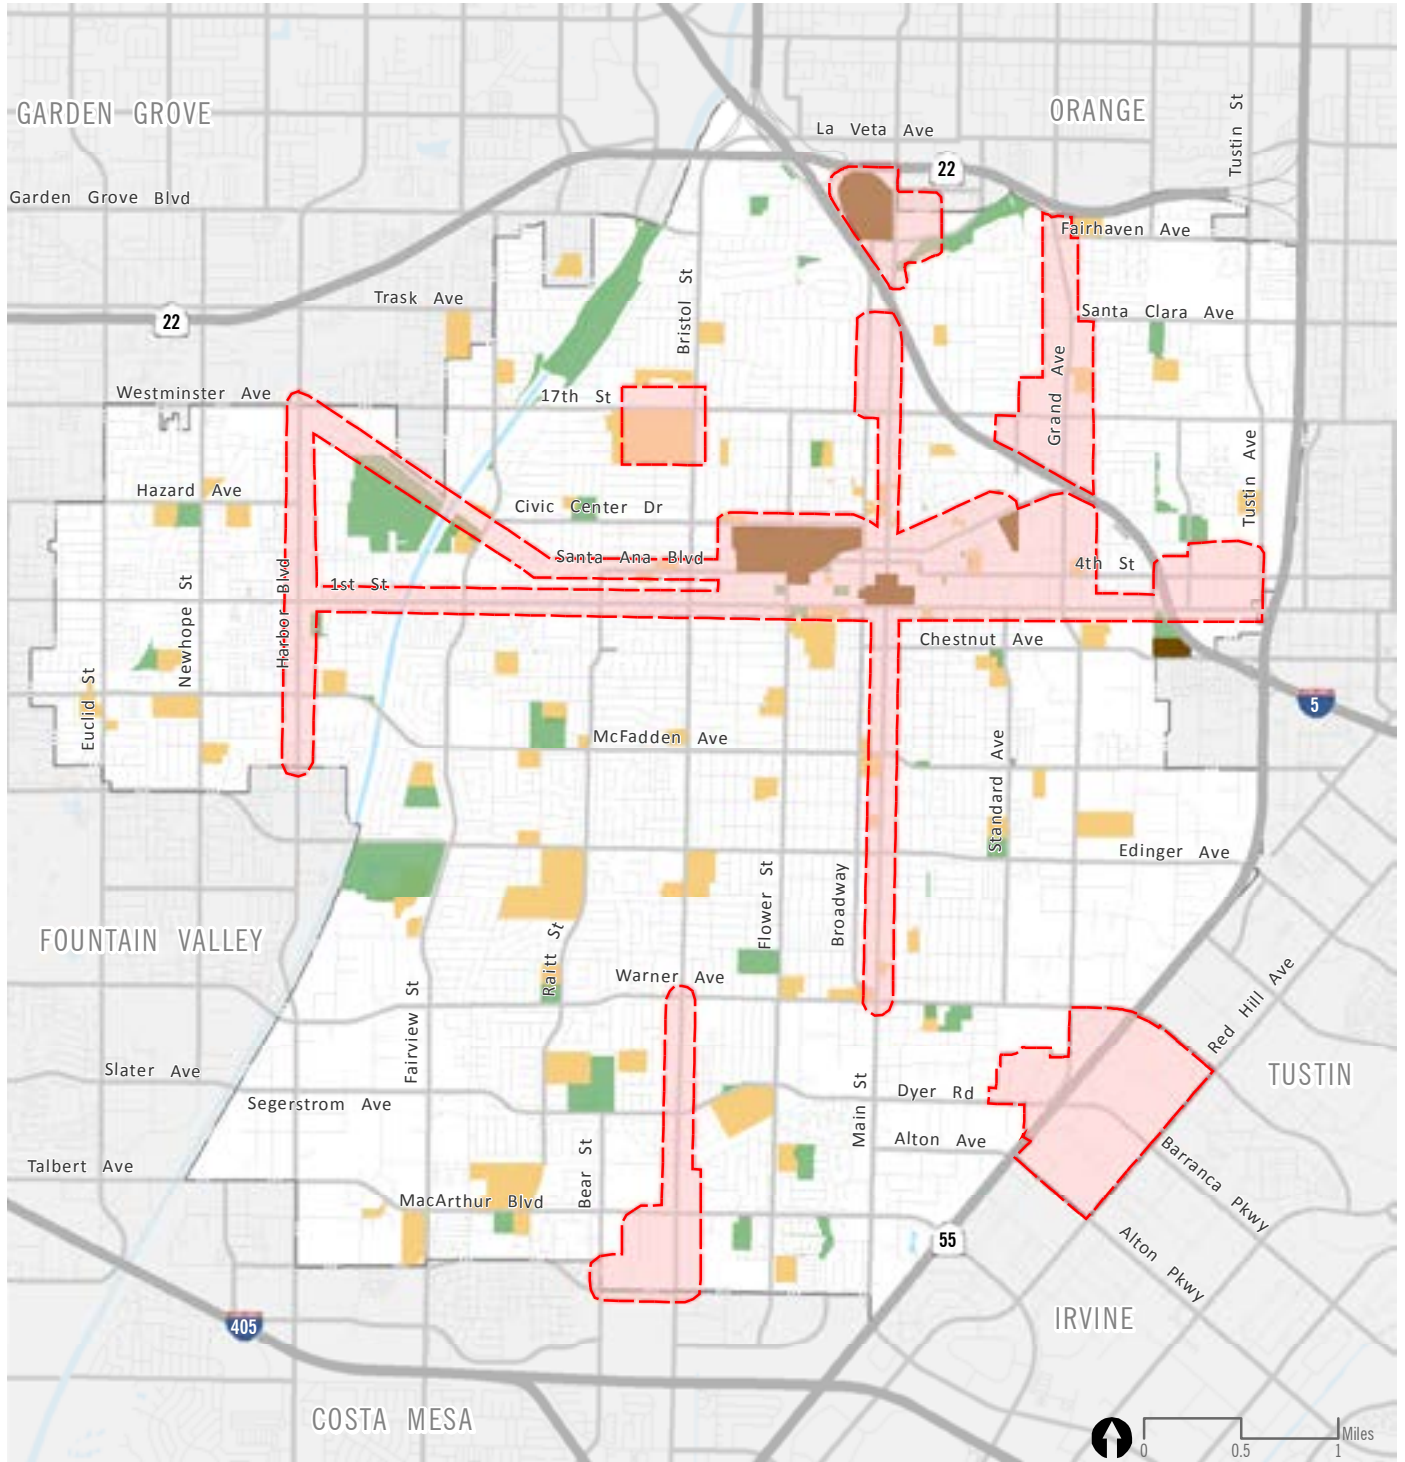 GARDEN GROVE
ORANGE
Tustin St
La Veta Ave
22
Garden Grove Blvd
Fairhaven Ave
Trask Ave
Bristol St
Santa Clara Ave
22
Westminster Ave
17th St
Grand Ave
Tustin Ave
Hazard Ave
Civic Center Dr
Santa Ana Blvd
4th St
1st St
Harbor Blvd
Newhope St
Chestnut Ave
Euclid St
5
McFadden Ave
Standard Ave
Edinger Ave
Flower St
Broadway
FOUNTAIN VALLEY
Raitt St
Warner Ave
Fairview St
Red Hill Ave
Slater Ave
TUSTIN
Segerstrom Ave
Main St
Dyer Rd
Alton Ave
Bear St
Barranca Pkwy
Talbert Ave
MacArthur Blvd
55
Alton Pkwy
405
IRVINE
COSTA MESA
Miles
0
0.5
1